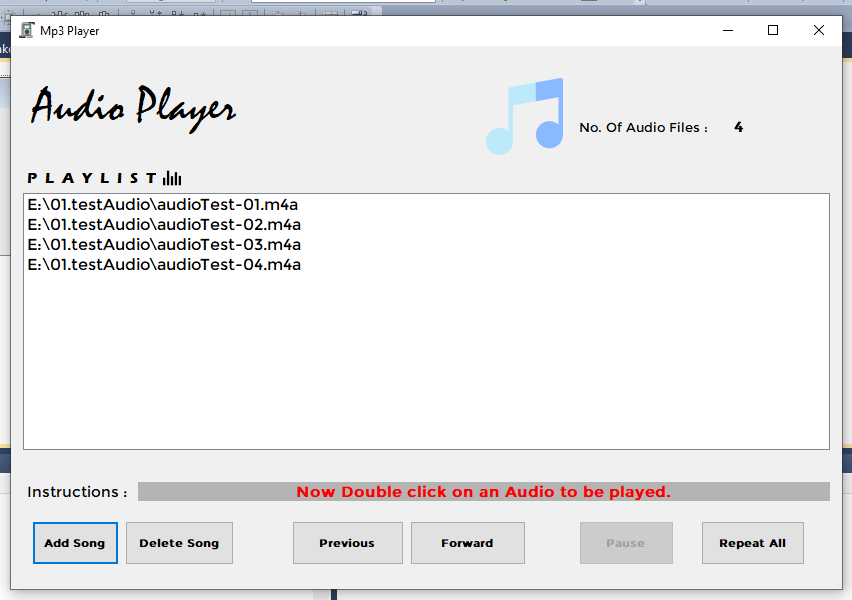 Mp3 Player
Audio Player
No. Of Audio Files : 4
PLAYLIST
E:\01.testAudio\audioTest-01.m4a
E:\01.testAudio\audioTest-02.m4a
E:\01.testAudio\audioTest-03.m4a
E:\01.testAudio\audioTest-04.m4a
Instructions : Now Double click on an Audio to be played.
Add Song Delete Song Previous Forward Pause Repeat All